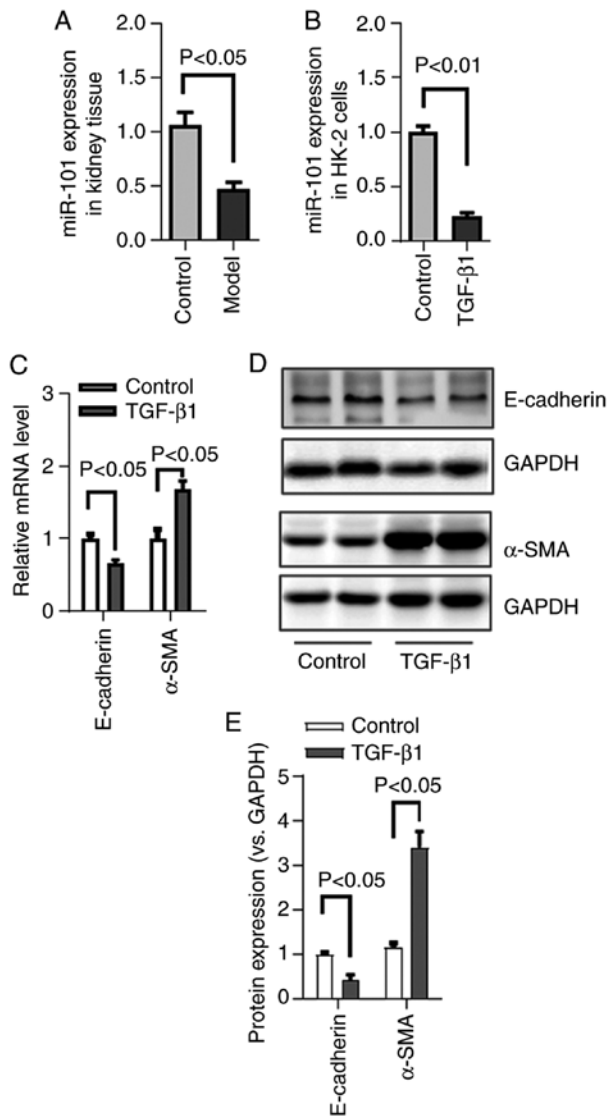 A
miR-101 expression
in kidney tissue
2.0
1.5
1.0
0.5
0.0
P<0.05
Control
Model
B
miR-101 expression
in HK-2 cells
2.0
1.5
1.0
0.5
0.0
P<0.01
Control
TGF-β1
C
Control
TGF-β1
Relative mRNA level
3
2
1
0
P<0.05
P<0.05
E-cadherin
α-SMA
D
E-cadherin
GAPDH
α-SMA
GAPDH
Control
TGF-β1
E
Control
TGF-β1
Protein expression (vs. GAPDH)
5
4
3
2
1
0
P<0.05
P<0.05
E-cadherin
α-SMA